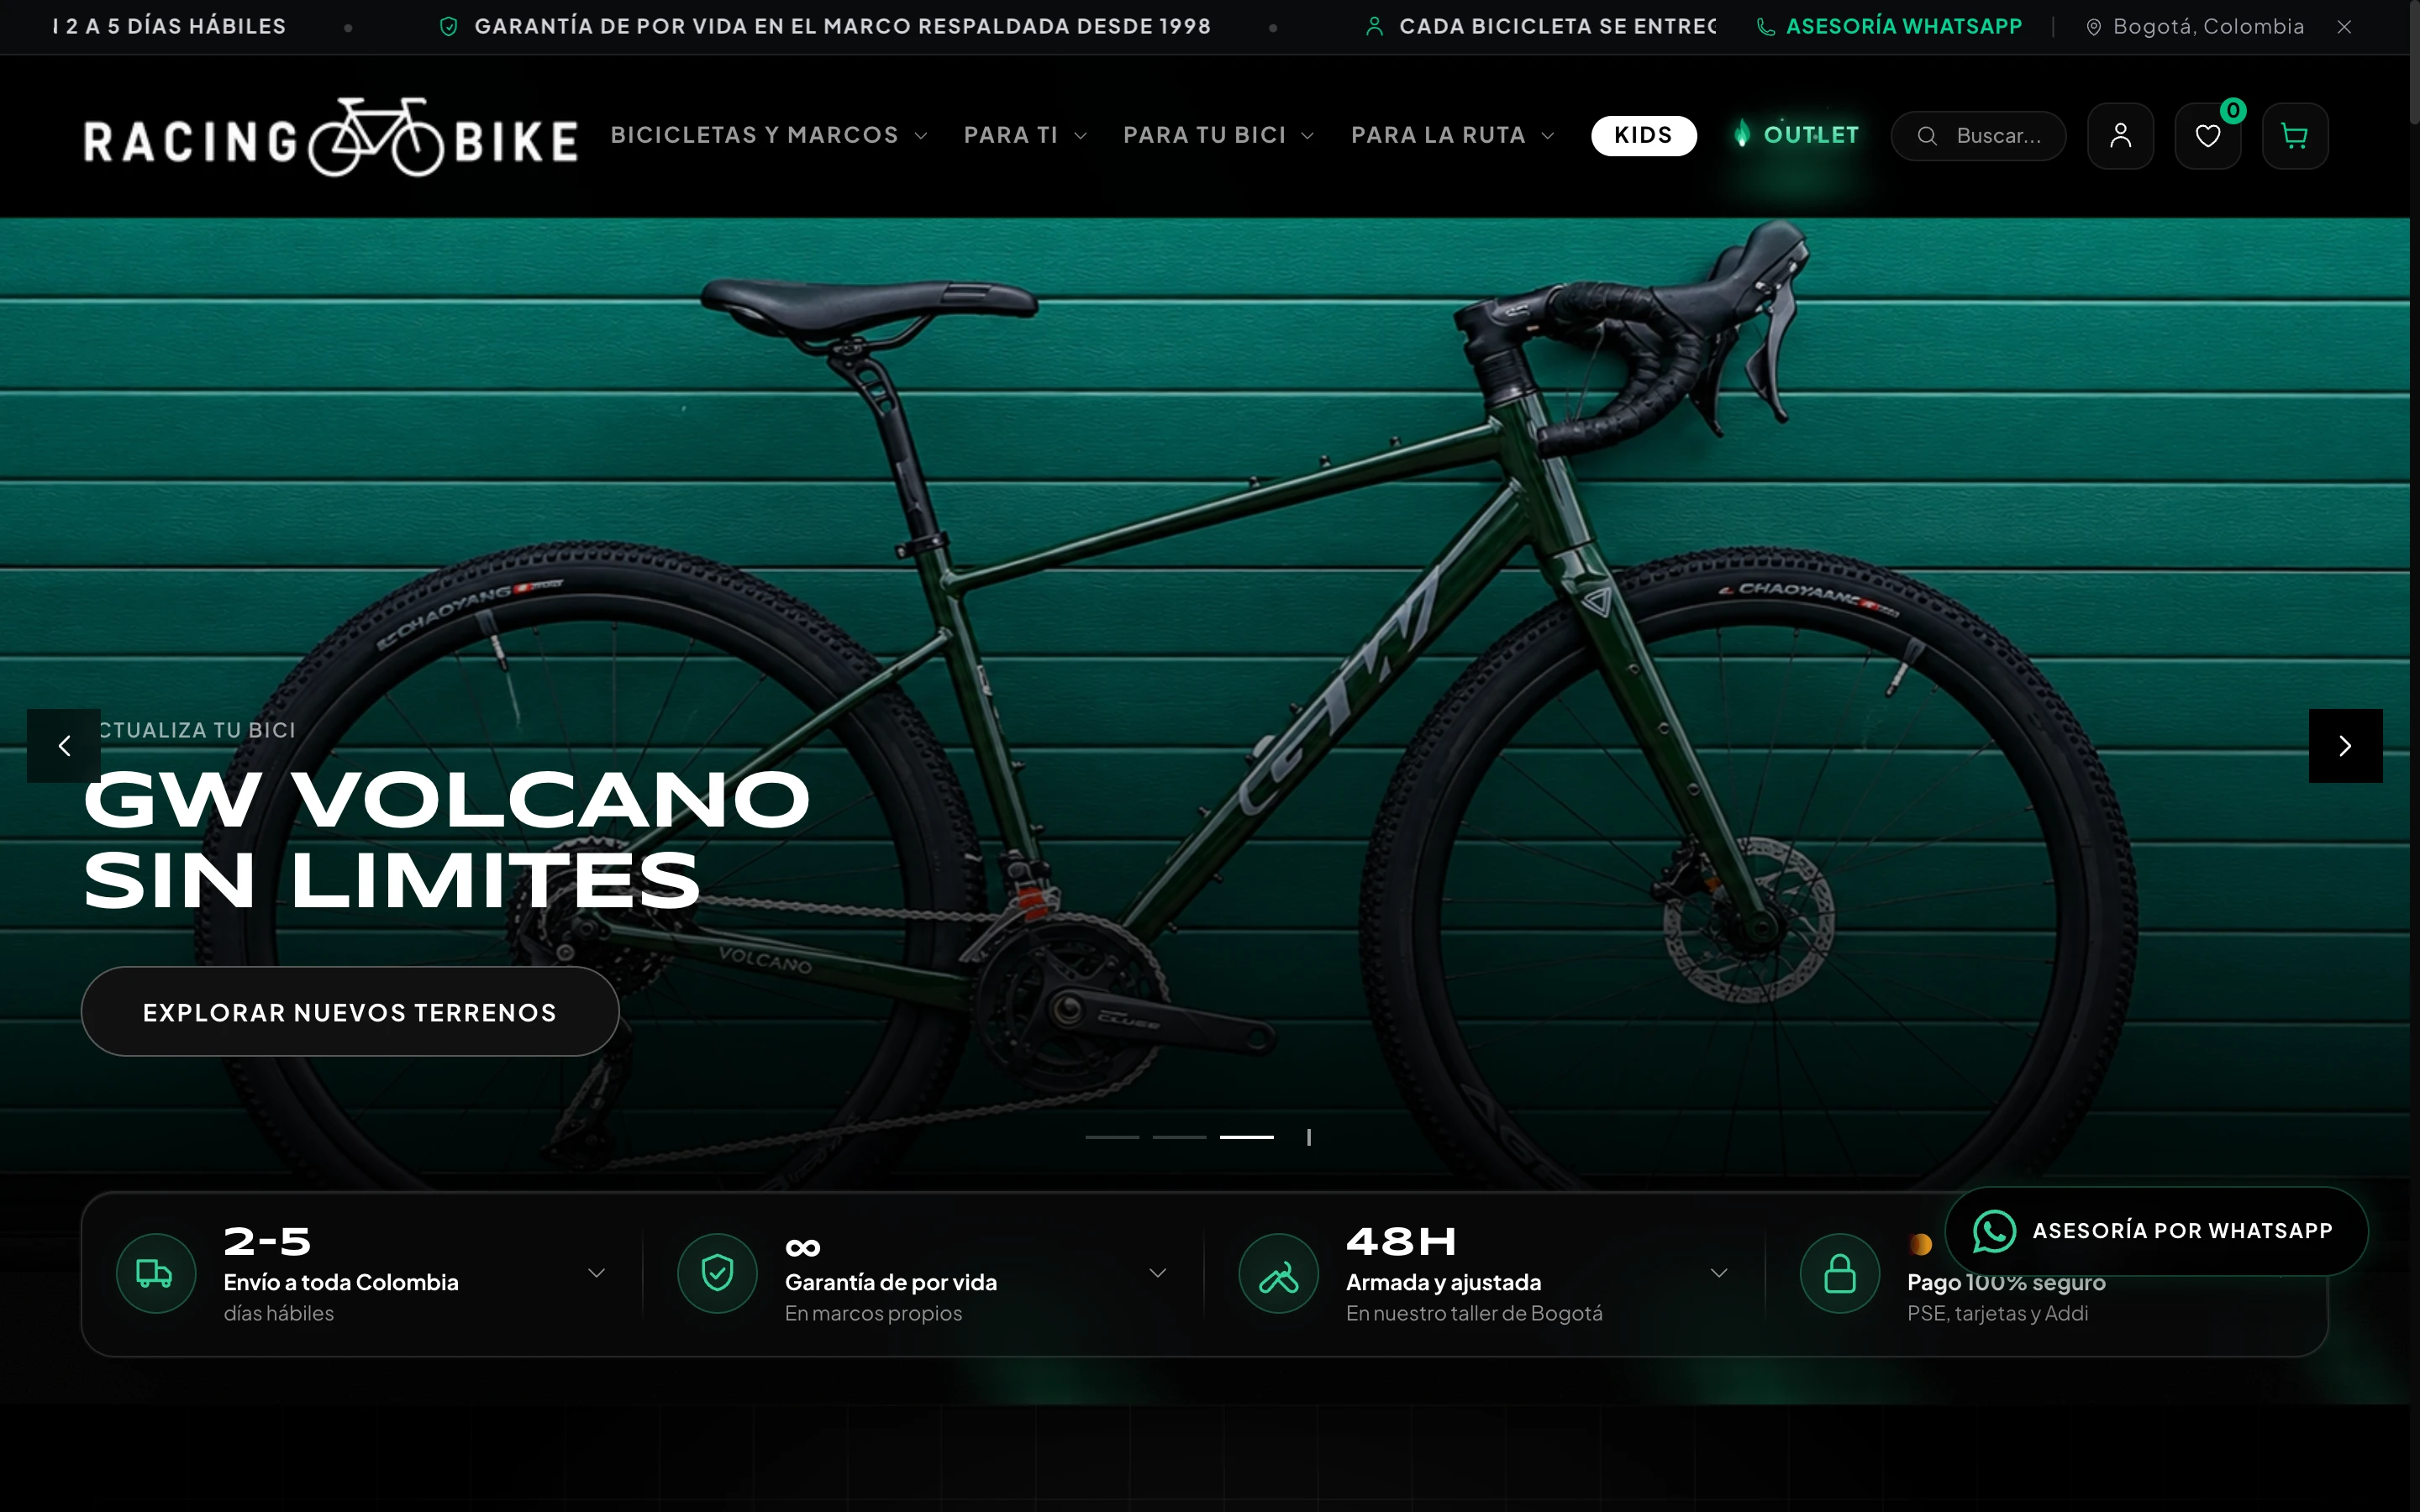 2 A 5 DÍAS HÁBILES
GARANTÍA DE POR VIDA EN EL MARCO RESPALDADA DESDE 1998
CADA BICICLETA SE
ASESORÍA WHATSAPP
Bogotá, Colombia
RACING BIKE
BICICLETAS Y MARCOS
PARA TI
PARA TU BICI
PARA LA RUTA
KIDS
OUTLET
Buscar...
0
CHAOYANG
GW
VOLCANO
CTUALIZA TU BICI
GW VOLCANO
SIN LIMITES
EXPLORAR NUEVOS TERRENOS
2-5
Envío a toda Colombia
días hábiles
∞
Garantía de por vida
En marcos propios
48H
Armada y ajustada
En nuestro taller de Bogotá
Pago 100% seguro
PSE, tarjetas y Addi
ASESORÍA POR WHATSAPP